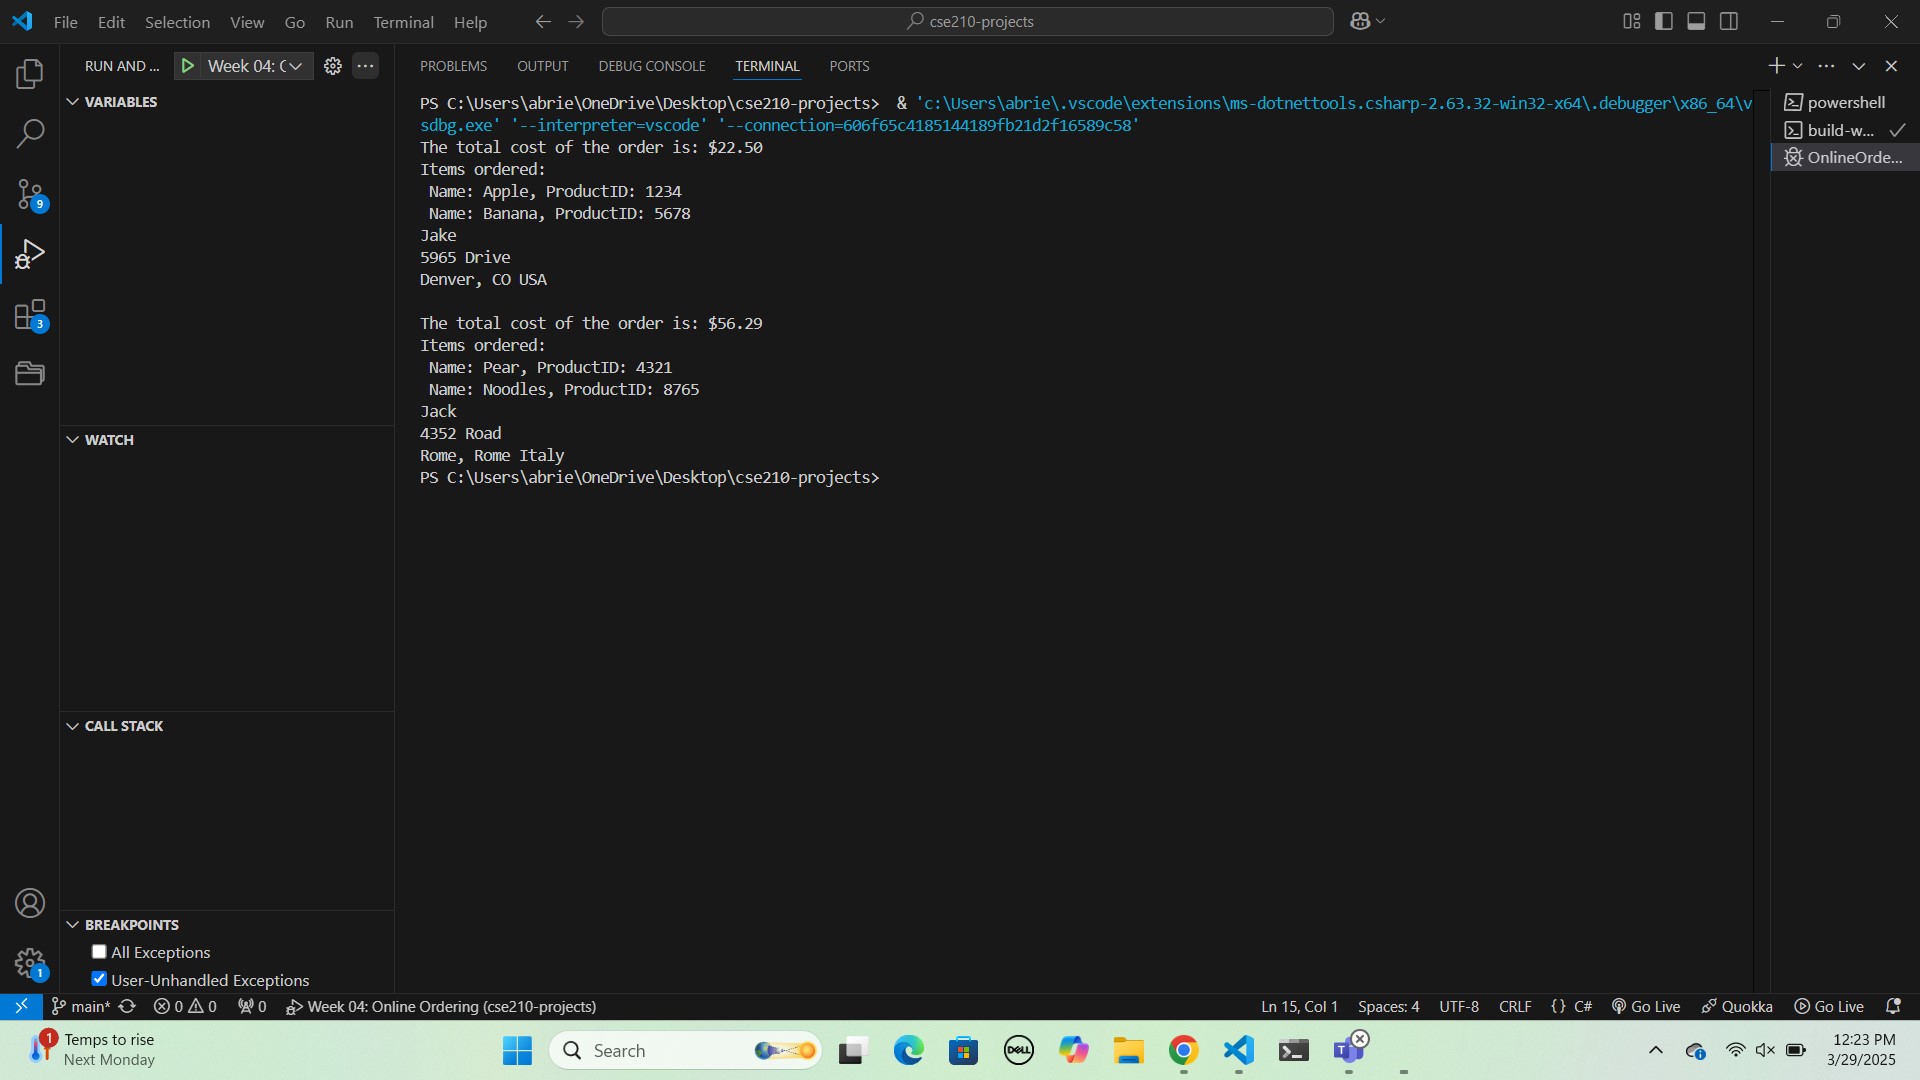 File Edit Selection View Go Run Terminal Help
cse210-projects
RUN AND ...
Week 04: C
PROBLEMS OUTPUT DEBUG CONSOLE TERMINAL PORTS
VARIABLES
WATCH
CALL STACK
BREAKPOINTS
All Exceptions
User-Unhandled Exceptions
9
3
1
PS C:\Users\abrie\OneDrive\Desktop\cse210-projects>  & 'c:\Users\abrie\.vscode\extensions\ms-dotnettools.csharp-2.63.32-win32-x64\.debugger\x86_64\v
sdbg.exe' '--interpreter=vscode' '--connection=606f65c4185144189fb21d2f16589c58'
The total cost of the order is: $22.50
Items ordered:
 Name: Apple, ProductID: 1234
 Name: Banana, ProductID: 5678
Jake
5965 Drive
Denver, CO USA
The total cost of the order is: $56.29
Items ordered:
 Name: Pear, ProductID: 4321
 Name: Noodles, ProductID: 8765
Jack
4352 Road
Rome, Rome Italy
PS C:\Users\abrie\OneDrive\Desktop\cse210-projects>
powershell
build-w...
OnlineOrde...
main* 0 0 0 Week 04: Online Ordering (cse210-projects)
Ln 15, Col 1 Spaces: 4 UTF-8 CRLF {} C# Go Live Quokka Go Live
1
Temps to rise
Next Monday
Search
DELL
T
12:23 PM
3/29/2025